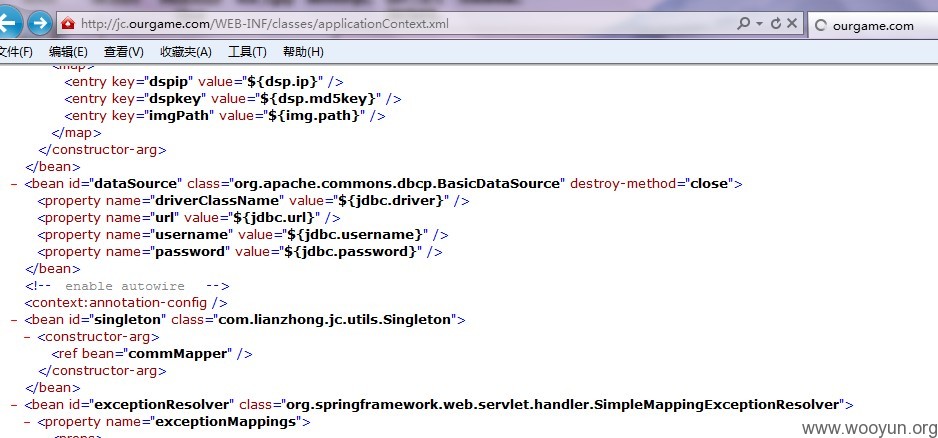 http://jc.ourgame.com/WEB-INF/classes/applicationContext.xml
ourgame.com
文件(F) 编辑(E) 查看(V) 收藏夹(A) 工具(T) 帮助(H)
<map>
<entry key="dspip" value="${dsp.ip}" />
<entry key="dspkey" value="${dsp.md5key}" />
<entry key="imgPath" value="${img.path}" />
</map>
</constructor-arg>
</bean>
- <bean id="dataSource" class="org.apache.commons.dbcp.BasicDataSource" destroy-method="close">
<property name="driverClassName" value="${jdbc.driver}" />
<property name="url" value="${jdbc.url}" />
<property name="username" value="${jdbc.username}" />
<property name="password" value="${jdbc.password}" />
</bean>
<!-- enable autowire -->
<context:annotation-config />
- <bean id="singleton" class="com.lianzhong.jc.utils.Singleton">
- <constructor-arg>
<ref bean="commMapper" />
</constructor-arg>
</bean>
- <bean id="exceptionResolver" class="org.springframework.web.servlet.handler.SimpleMappingExceptionResolver">
- <property name="exceptionMappings">
<props>
www.wooyun.org